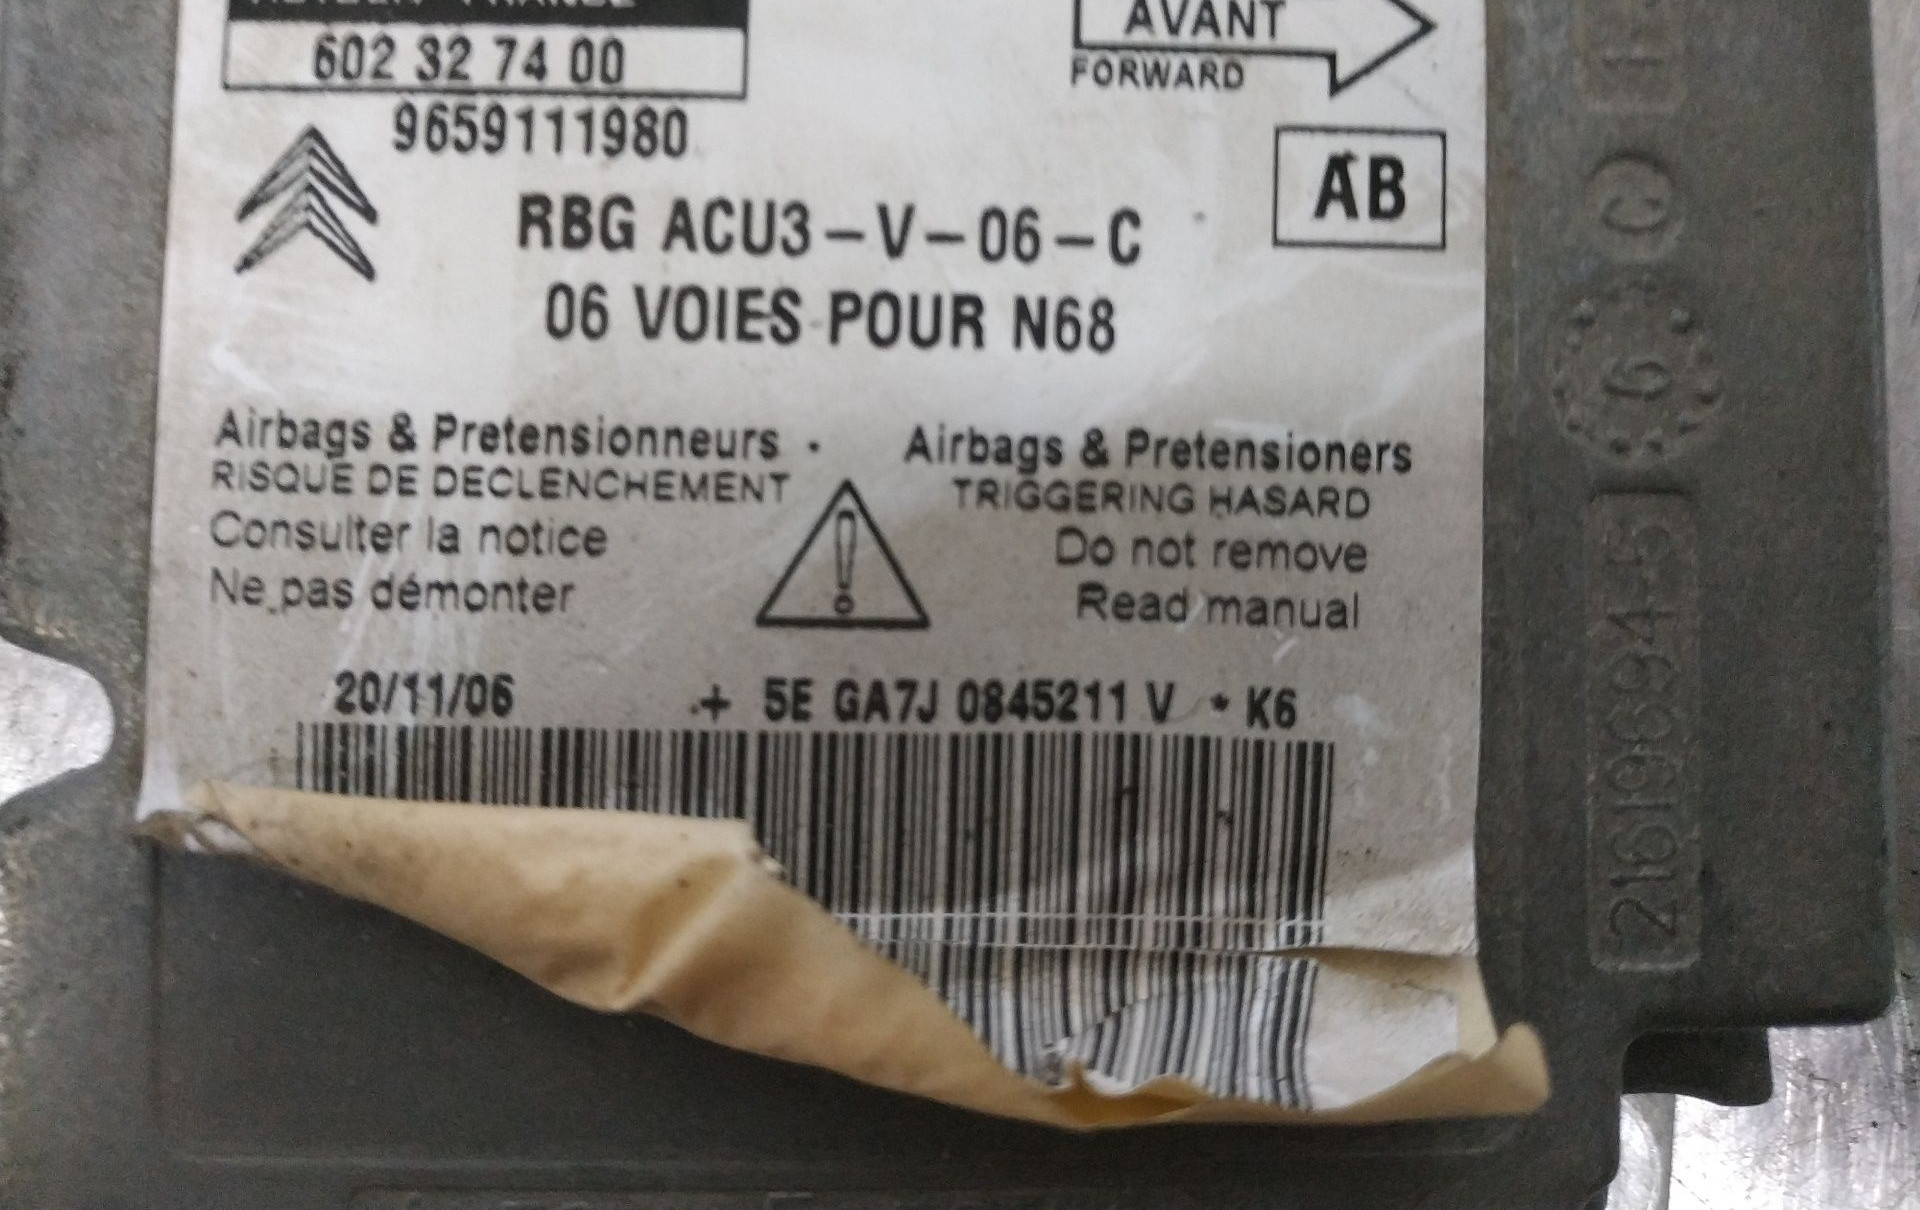 FRANCE
602 32 74 00
9659111980
AVANT
FORWARD
AB
RBG ACU3-V-06-C
06 VOIES POUR N68
Airbags & Pretensionneurs
RISQUE DE DECLENCHEMENT
Consulter la notice
Ne pas démonter
Airbags & Pretensioners
TRIGGERING HASARD
Do not remove
Read manual
20/11/06 + 5E GA7J 0845211 V * K6